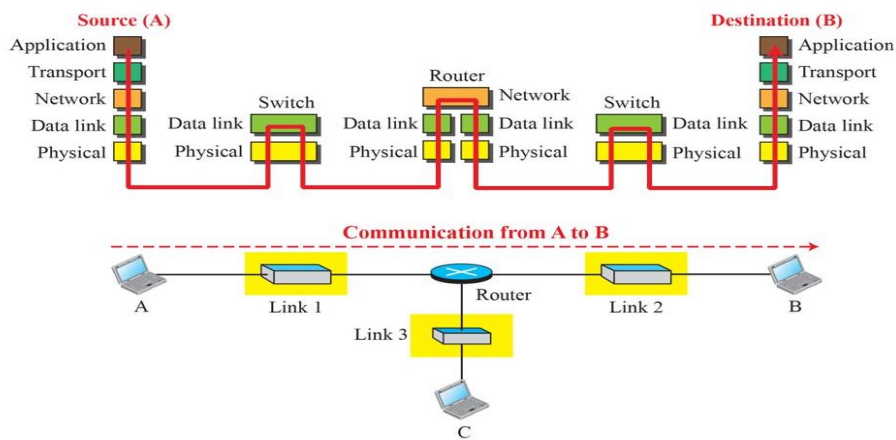 Source (A)
Destination (B)
Application
Application
Transport
Transport
Router
Network
Network
Network
Switch
Switch
Data link
Data link
Data link
Data link
Data link
Data link
Physical
Physical
Physical
Physical
Physical
Physical
Communication from A to B
A
Link 1
Router
Link 2
B
Link 3
C